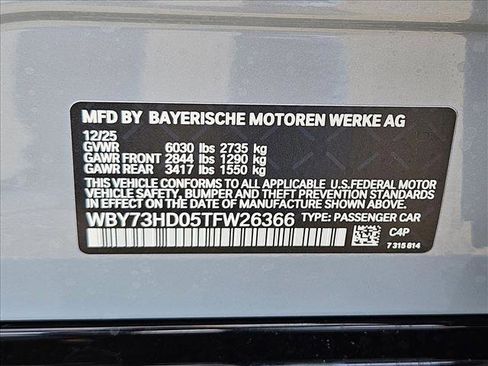 MFD BY BAYERISCHE MOTOREN WERKE AG
12/25
GVWR 6030 lbs 2735 kg
GAWR FRONT 2844 lbs 1290 kg
GAWR REAR 3417 lbs 1550 kg
THIS VEHICLE CONFORMS TO ALL APPLICABLE U.S.FEDERAL MOTOR
VEHICLE SAFETY, BUMPER,AND THEFT PREVENTION STANDARDS IN
EFFECT ON THE DATE OF MANUFACTURE SHOWN ABOVE.
WBY73HD05TFW26366 TYPE: PASSENGER CAR
C4P
7 315 614